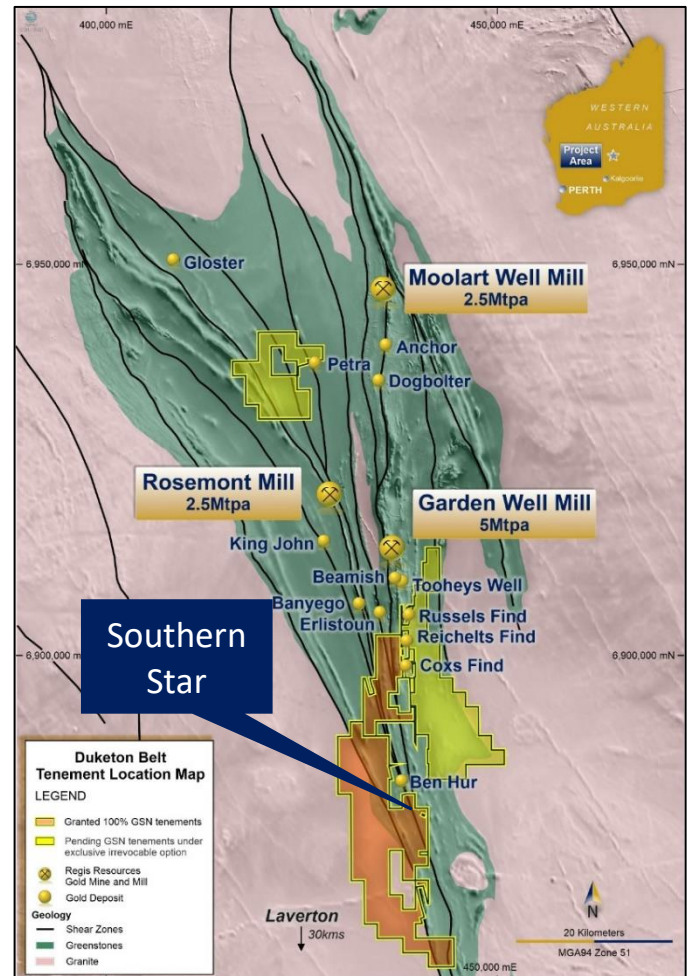 400,000 mE
450,000 mE
WESTERN
AUSTRALIA
Project
Area
Kalgoorlie
PERTH
6,950,000 mN
6,950,000 mN
Gloster
Moolart Well Mill
2.5Mtpa
Anchor
Petra
Dogbolter
Rosemont Mill
2.5Mtpa
Garden Well Mill
5Mtpa
King John
Beamish
Tooheys Well
Banyego
Erlistoun
Russels Find
Reichelts Find
Southern
Star
6,900,000 mN
6,900,000 mN
Coxs Find
Ben Hur
Duketon Belt
Tenement Location Map
LEGEND
Granted 100% GSN tenements
Pending GSN tenements under
exclusive irrevocable option
Regis Resources
Gold Mine and Mill
Gold Deposit
Geology
Shear Zones
Greenstones
Granite
Laverton
30kms
N
20 Kilometers
MGA94 Zone 51
450,000 mE